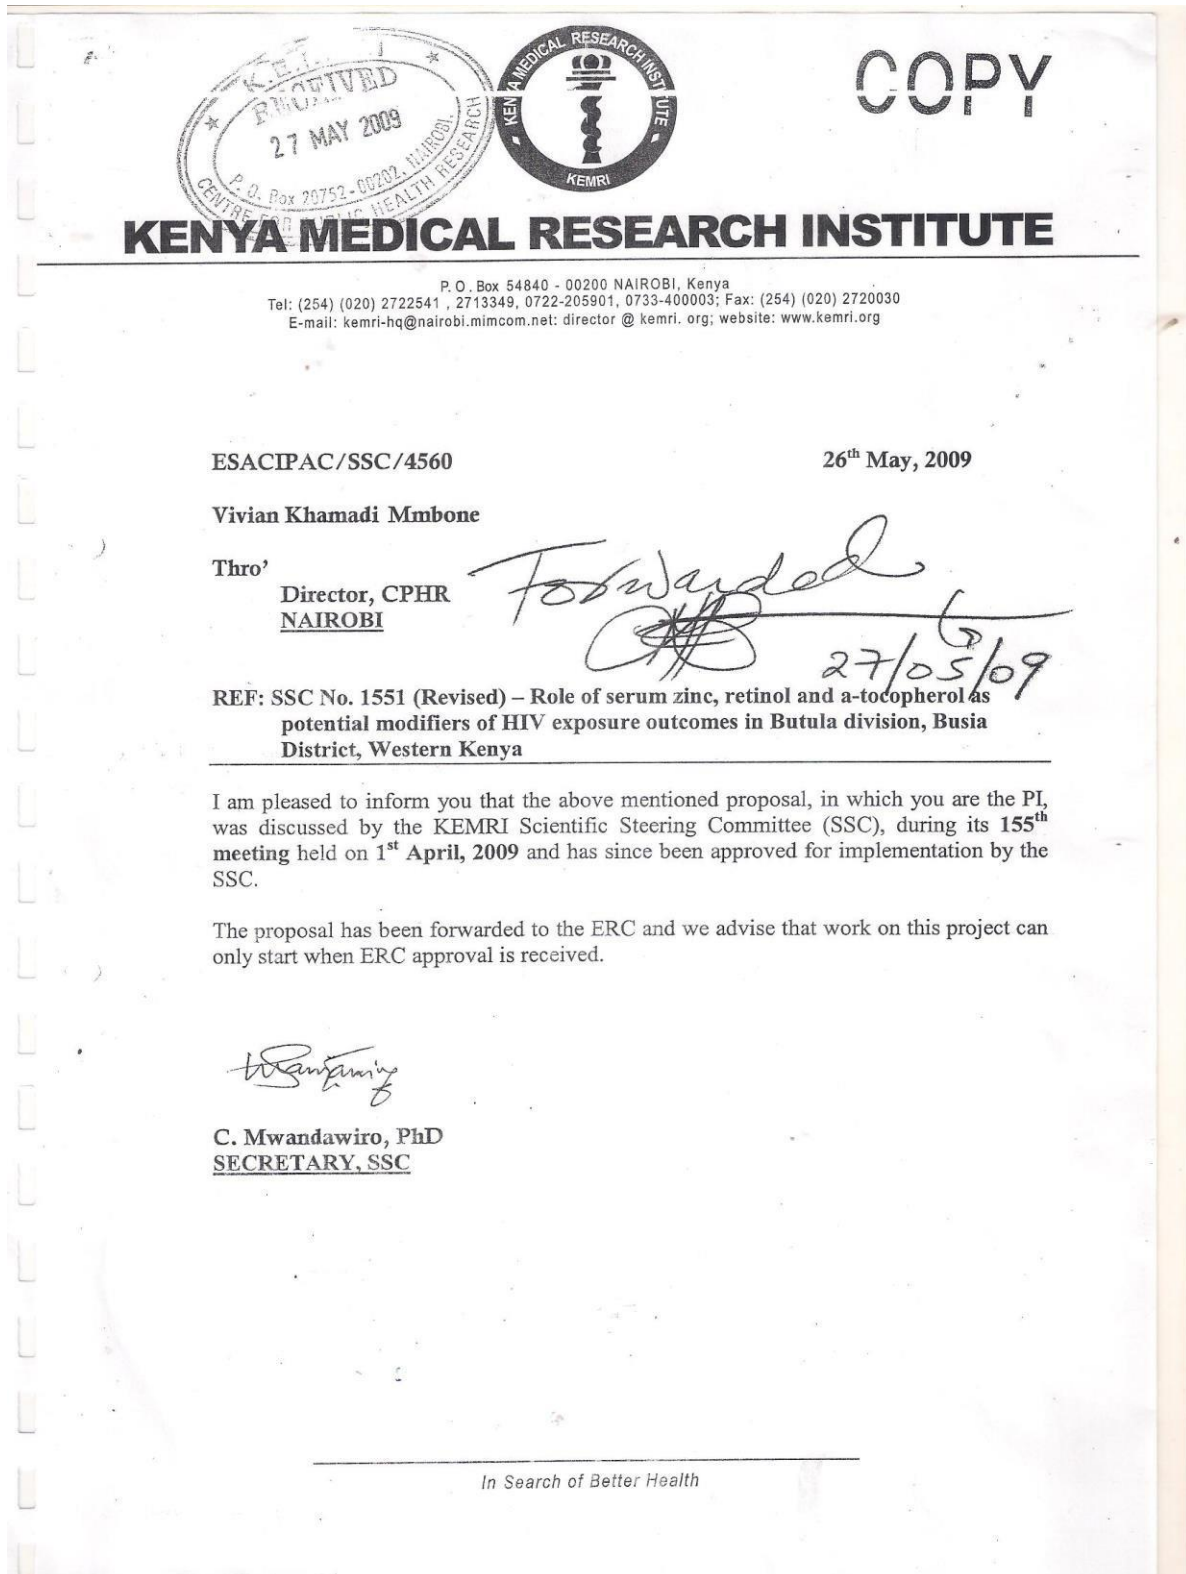 RECEIVED
27 MAY 2009
P. O. Box 20752-00202, NAIROBI.
CENTRE FOR PUBLIC HEALTH RESEARCH
KENYA MEDICAL RESEARCH INSTITUTE
KEMRI
COPY
KENYA MEDICAL RESEARCH INSTITUTE
P. O. Box 54840 - 00200 NAIROBI, Kenya
Tel: (254) (020) 2722541 , 2713349, 0722-205901, 0733-400003; Fax: (254) (020) 2720030
E-mail: kemri-hq@nairobi.mimcom.net: director @ kemri. org; website: www.kemri.org
ESACIPAC/SSC/4560 26th May, 2009
Vivian Khamadi Mmbone
Thro'
Director, CPHR
NAIROBI
Forwarded
27/05/09
REF: SSC No. 1551 (Revised) – Role of serum zinc, retinol and a-tocopherol as
potential modifiers of HIV exposure outcomes in Butula division, Busia
District, Western Kenya
I am pleased to inform you that the above mentioned proposal, in which you are the PI,
was discussed by the KEMRI Scientific Steering Committee (SSC), during its 155th
meeting held on 1st April, 2009 and has since been approved for implementation by the
SSC.
The proposal has been forwarded to the ERC and we advise that work on this project can
only start when ERC approval is received.
C. Mwandawiro, PhD
SECRETARY, SSC
In Search of Better Health